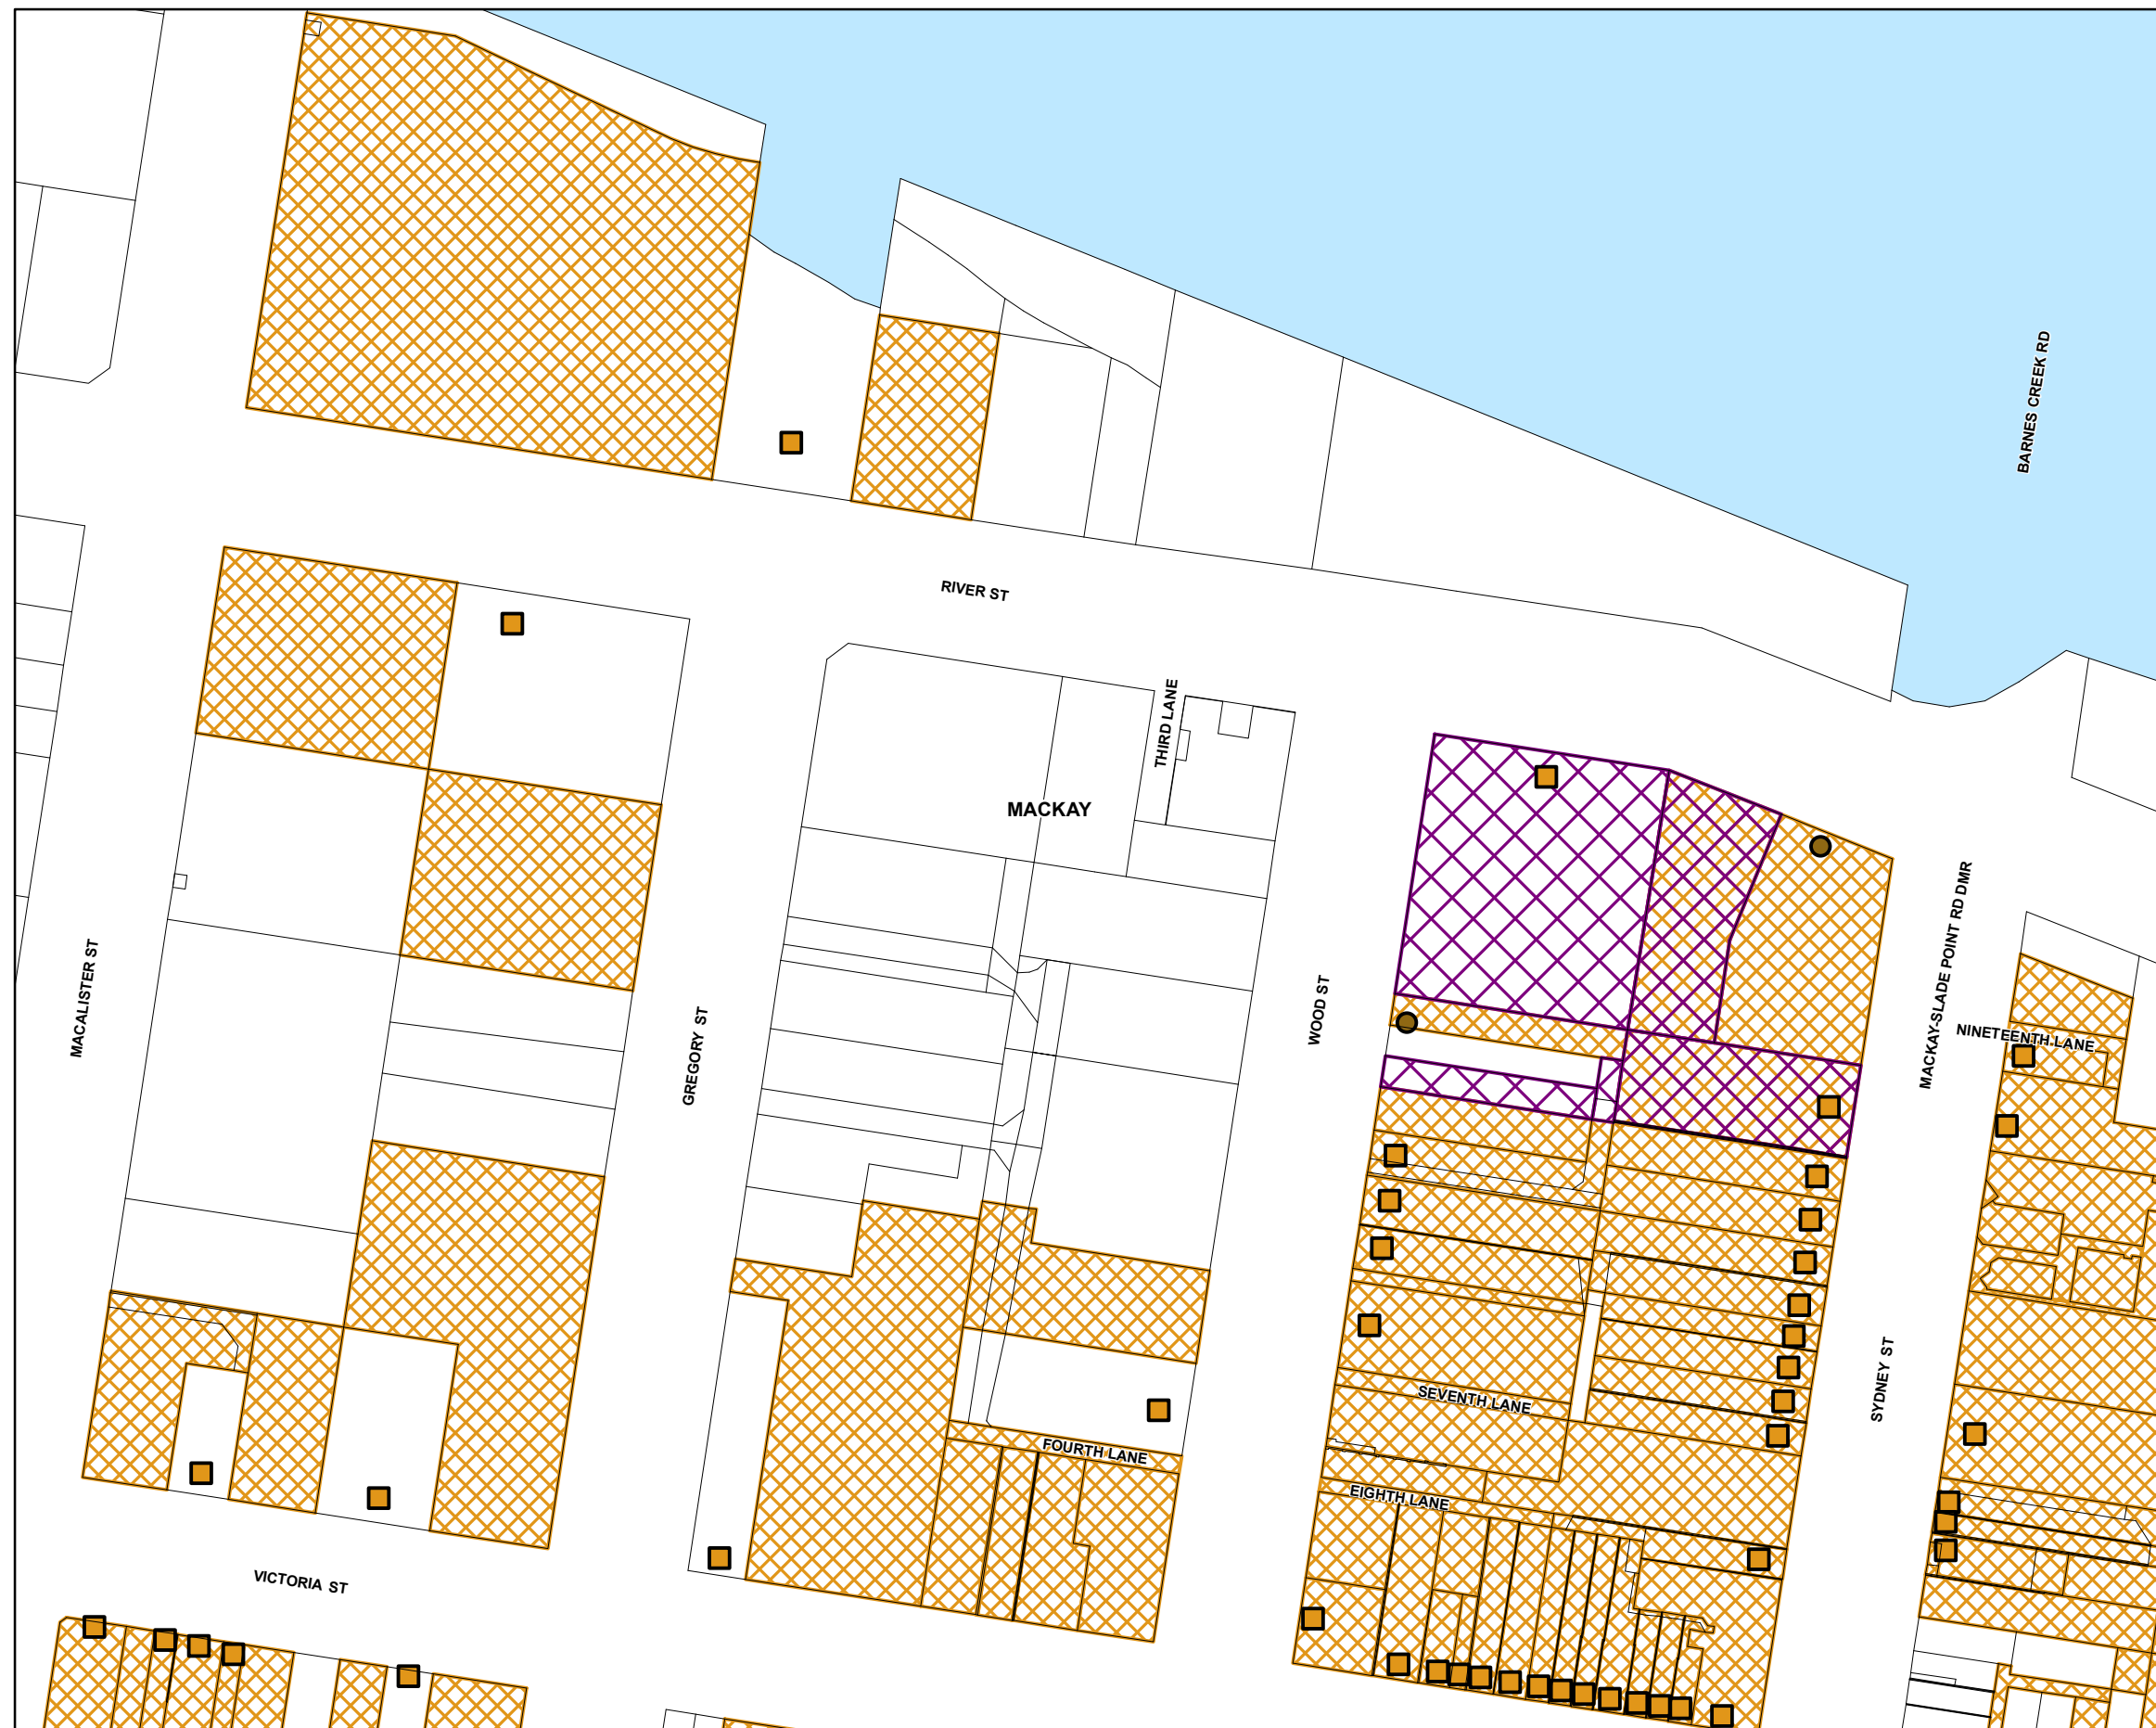 BARNES CREEK RD
RIVER ST
THIRD LANE
MACKAY
MACALISTER ST
GREGORY ST
WOOD ST
MACKAY-SLADE POINT RD DMR
NINETEENTH LANE
SYDNEY ST
SEVENTH LANE
FOURTH LANE
EIGHTH LANE
VICTORIA ST